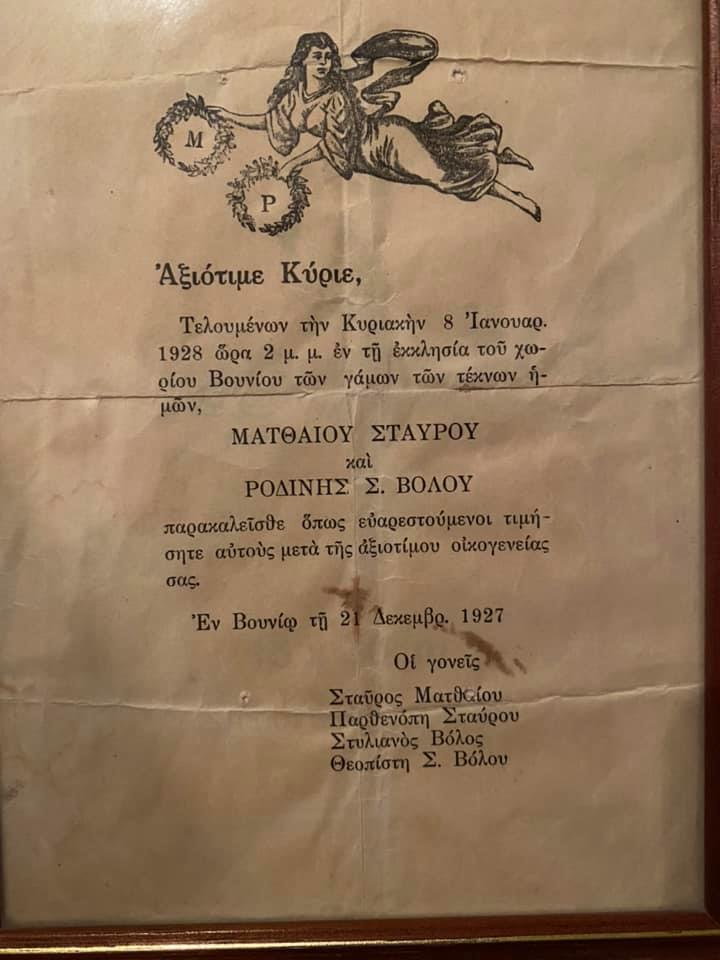 Μ
Ρ
Ἀξιότιμε Κύριε,
Τελουμένων τὴν Κυριακὴν 8 Ἰανουαρ.
1928 ὥρα 2 μ. μ. ἐν τῇ ἐκκλησία τοῦ χω-
ρίου Βουνίου τῶν γάμων τῶν τέκνων ἡ-
μῶν,
ΜΑΤΘΑΙΟΥ ΣΤΑΥΡΟΥ
καὶ
ΡΟΔΙΝΗΣ Σ. ΒΟΛΟΥ
παρακαλεῖσθε ὅπως εὐαρεστούμενοι τιμή-
σητε αὐτοὺς μετὰ τῆς ἀξιοτίμου οἰκογενείας
σας.
Ἐν Βουνίῳ τῇ 21 Δεκεμβρ. 1927
Οἱ γονεῖς
Σταῦρος Ματθαίου
Παρθενόπη Σταύρου
Στυλιανὸς Βόλος
Θεοπίστη Σ. Βόλου